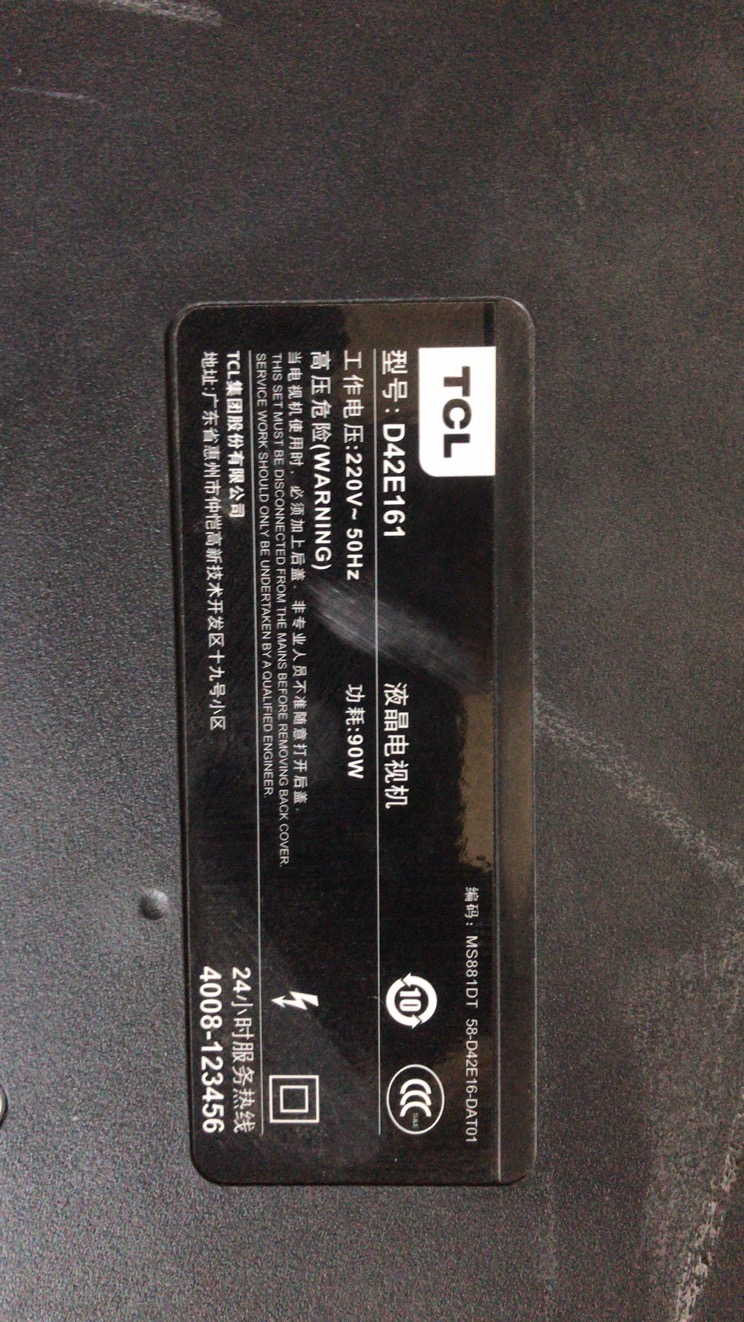 TCL
编码：MS881DT 58-D42E16-DAT01
型号：D42E161 液晶电视机
10
工作电压:220V~ 50Hz 功耗:90W
高压危险(WARNING)
当电视机使用时，必须加上后盖，非专业人员不准随意打开后盖。
THIS SET MUST BE DISCONNECTED FROM THE MAINS BEFORE REMOVING BACK COVER.
SERVICE WORK SHOULD ONLY BE UNDERTAKEN BY A QUALIFIED ENGINEER.
TCL集团股份有限公司
地址:广东省惠州市仲恺高新技术开发区十九号小区
24小时服务热线
4008-123456